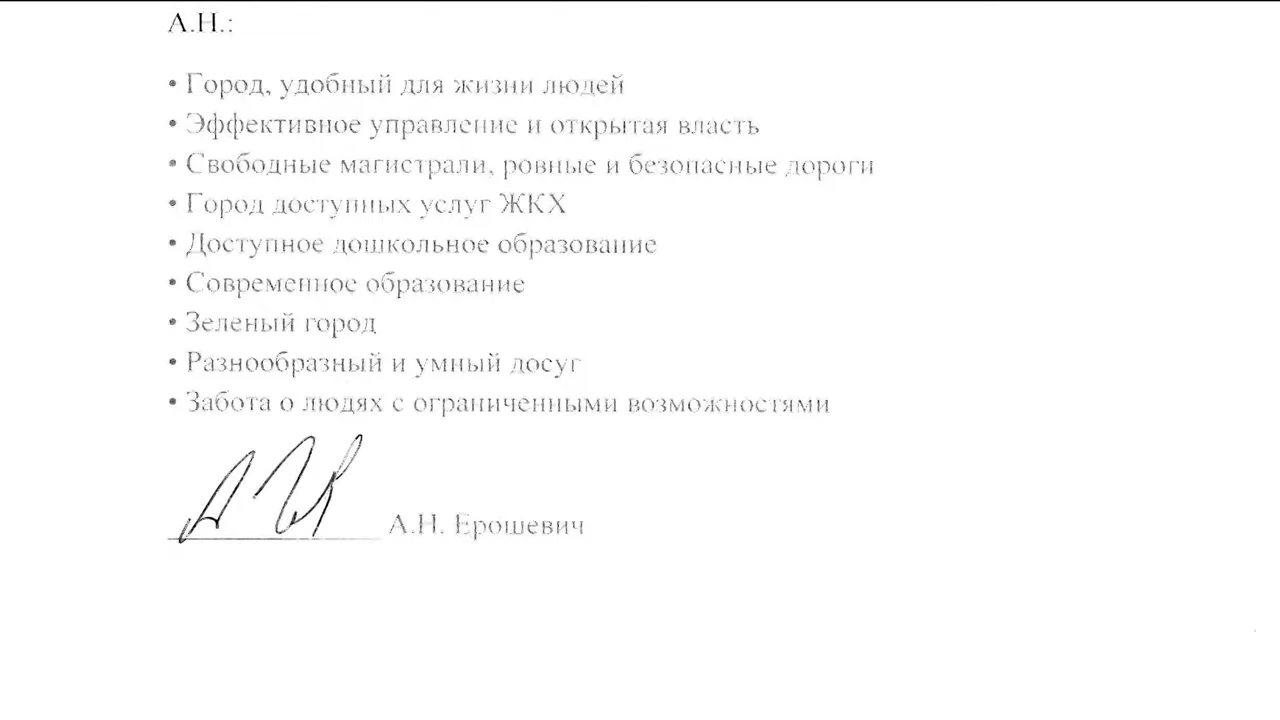 А.Н.:
• Город, удобный для жизни людей
• Эффективное управление и открытая власть
• Свободные магистрали, ровные и безопасные дороги
• Город доступных услуг ЖКХ
• Доступное дошкольное образование
• Современное образование
• Зеленый город
• Разнообразный и умный досуг
• Забота о людях с ограниченными возможностями
А.Н. Ерошевич